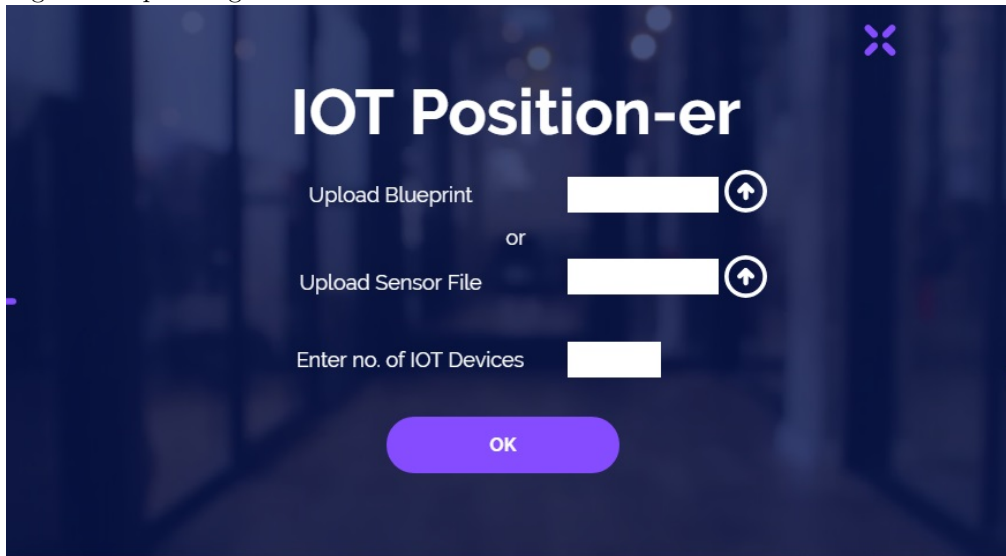 IOT Position-er
Upload Blueprint
or
Upload Sensor File
Enter no. of IOT Devices
OK